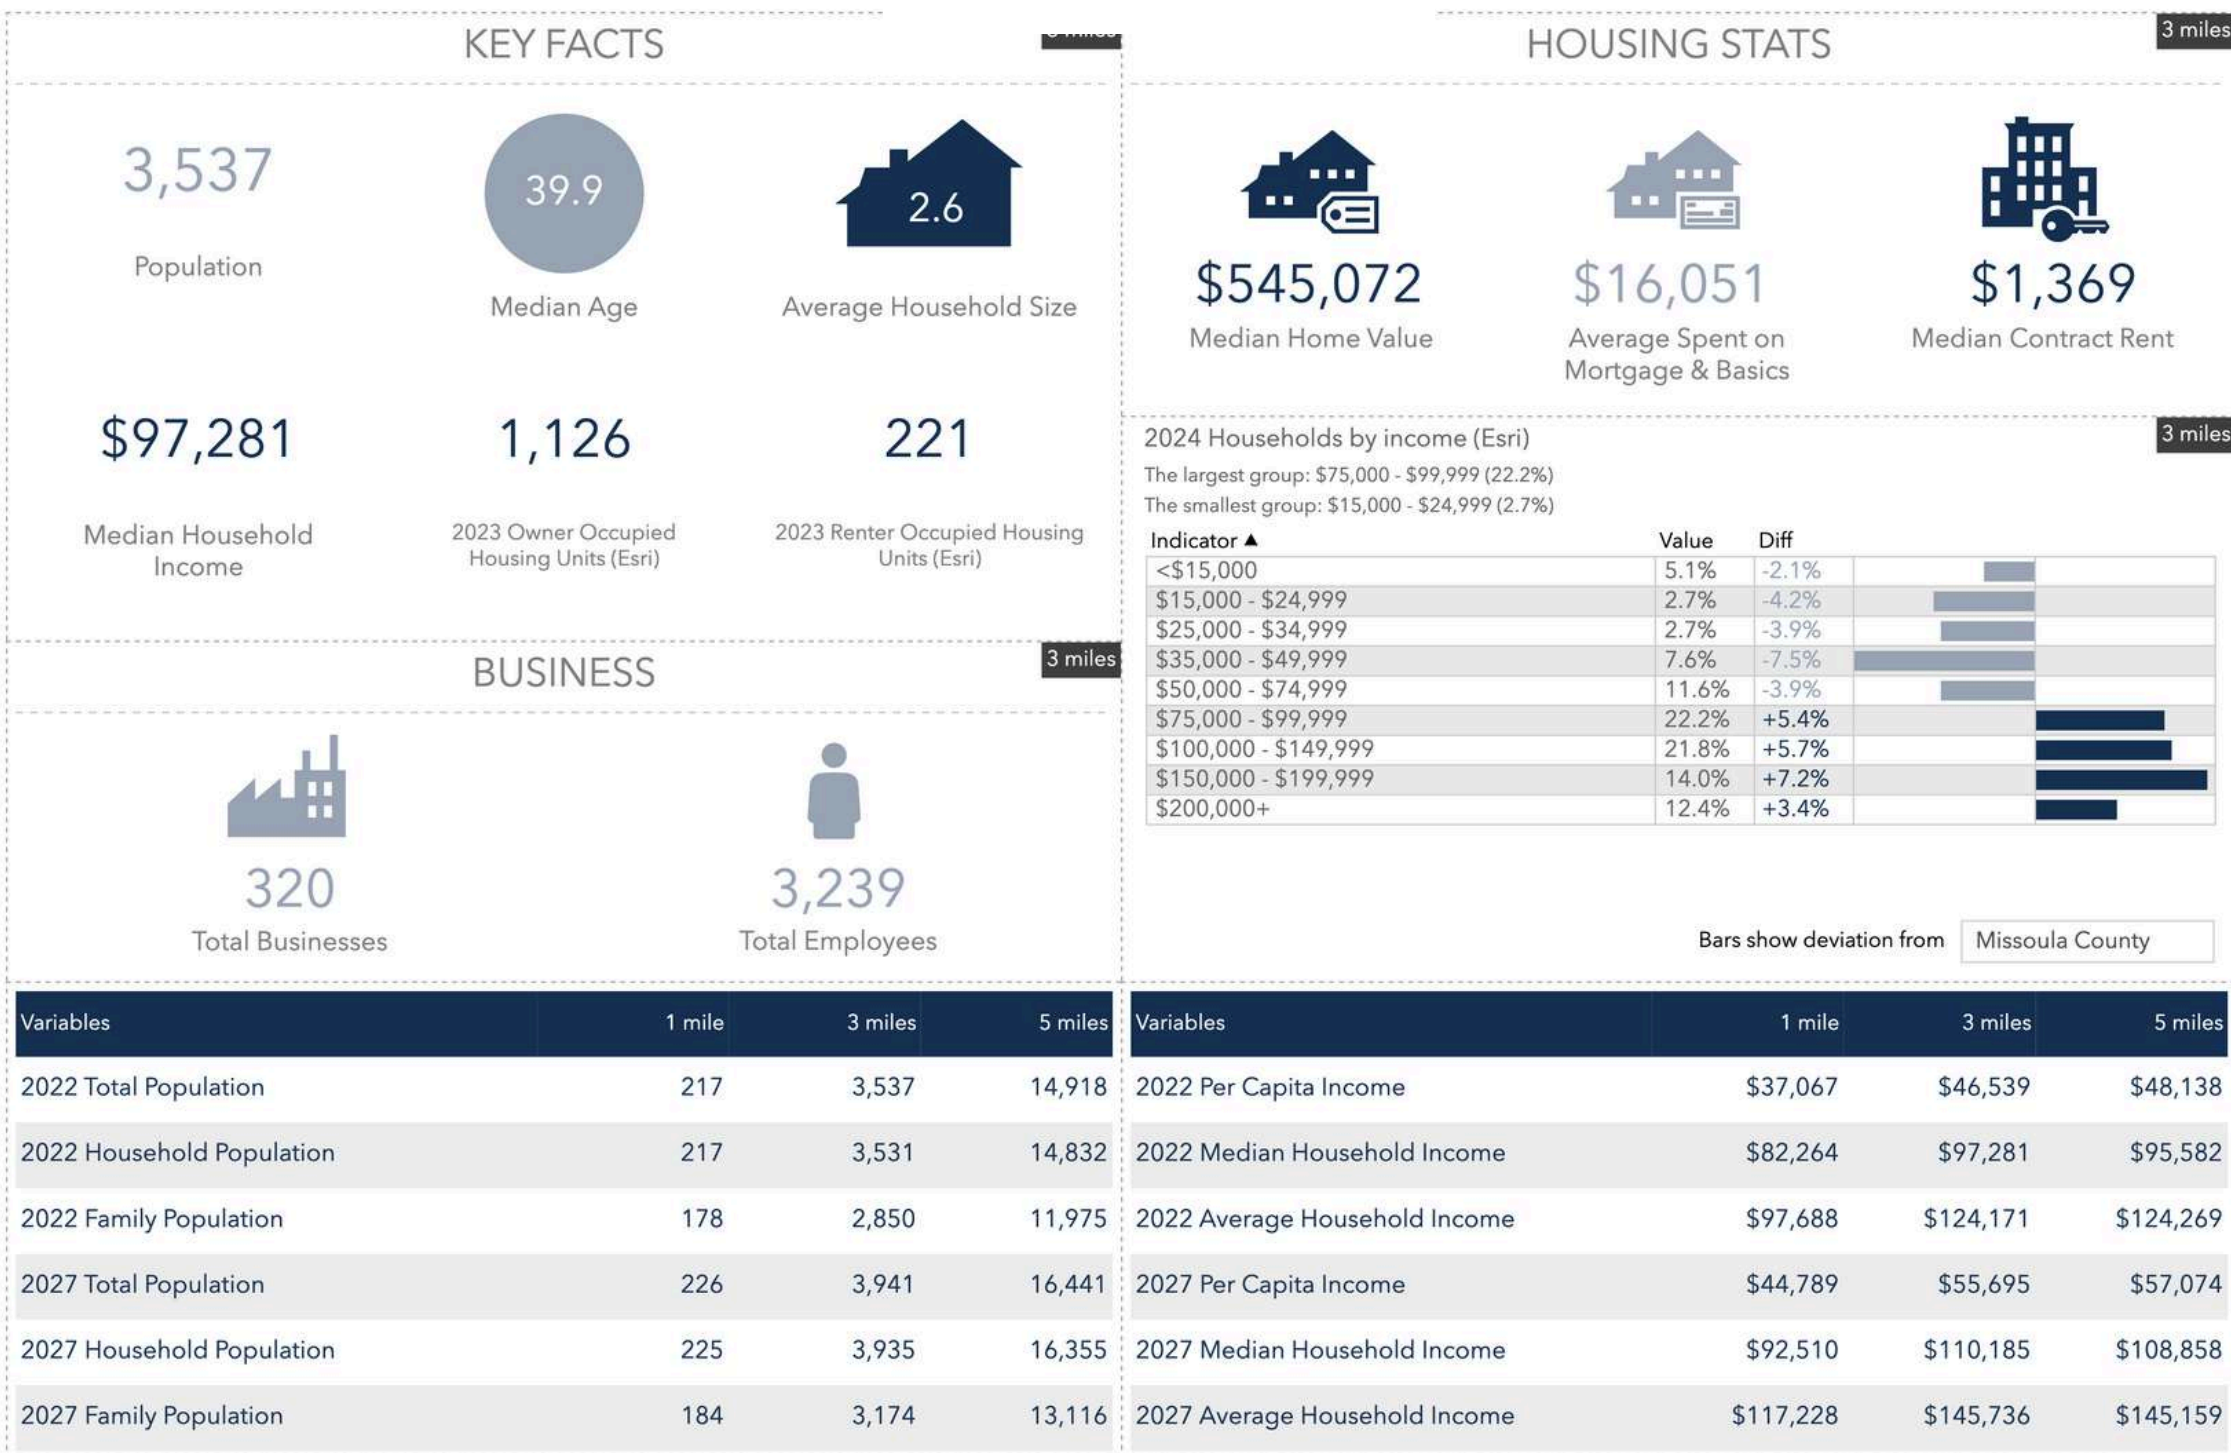 KEY FACTS
3,537
Population
39.9
Median Age
2.6
Average Household Size
$97,281
Median Household
Income
1,126
2023 Owner Occupied
Housing Units (Esri)
221
2023 Renter Occupied Housing
Units (Esri)
BUSINESS
3 miles
320
Total Businesses
3,239
Total Employees
HOUSING STATS
3 miles
$545,072
Median Home Value
$16,051
Average Spent on
Mortgage & Basics
$1,369
Median Contract Rent
2024 Households by income (Esri)
3 miles
The largest group: $75,000 - $99,999 (22.2%)
The smallest group: $15,000 - $24,999 (2.7%)
Indicator ▲ Value Diff
<$15,000 5.1% -2.1%
$15,000 - $24,999 2.7% -4.2%
$25,000 - $34,999 2.7% -3.9%
$35,000 - $49,999 7.6% -7.5%
$50,000 - $74,999 11.6% -3.9%
$75,000 - $99,999 22.2% +5.4%
$100,000 - $149,999 21.8% +5.7%
$150,000 - $199,999 14.0% +7.2%
$200,000+ 12.4% +3.4%
Bars show deviation from Missoula County
Variables 1 mile 3 miles 5 miles
2022 Total Population 217 3,537 14,918
2022 Household Population 217 3,531 14,832
2022 Family Population 178 2,850 11,975
2027 Total Population 226 3,941 16,441
2027 Household Population 225 3,935 16,355
2027 Family Population 184 3,174 13,116
Variables 1 mile 3 miles 5 miles
2022 Per Capita Income $37,067 $46,539 $48,138
2022 Median Household Income $82,264 $97,281 $95,582
2022 Average Household Income $97,688 $124,171 $124,269
2027 Per Capita Income $44,789 $55,695 $57,074
2027 Median Household Income $92,510 $110,185 $108,858
2027 Average Household Income $117,228 $145,736 $145,159